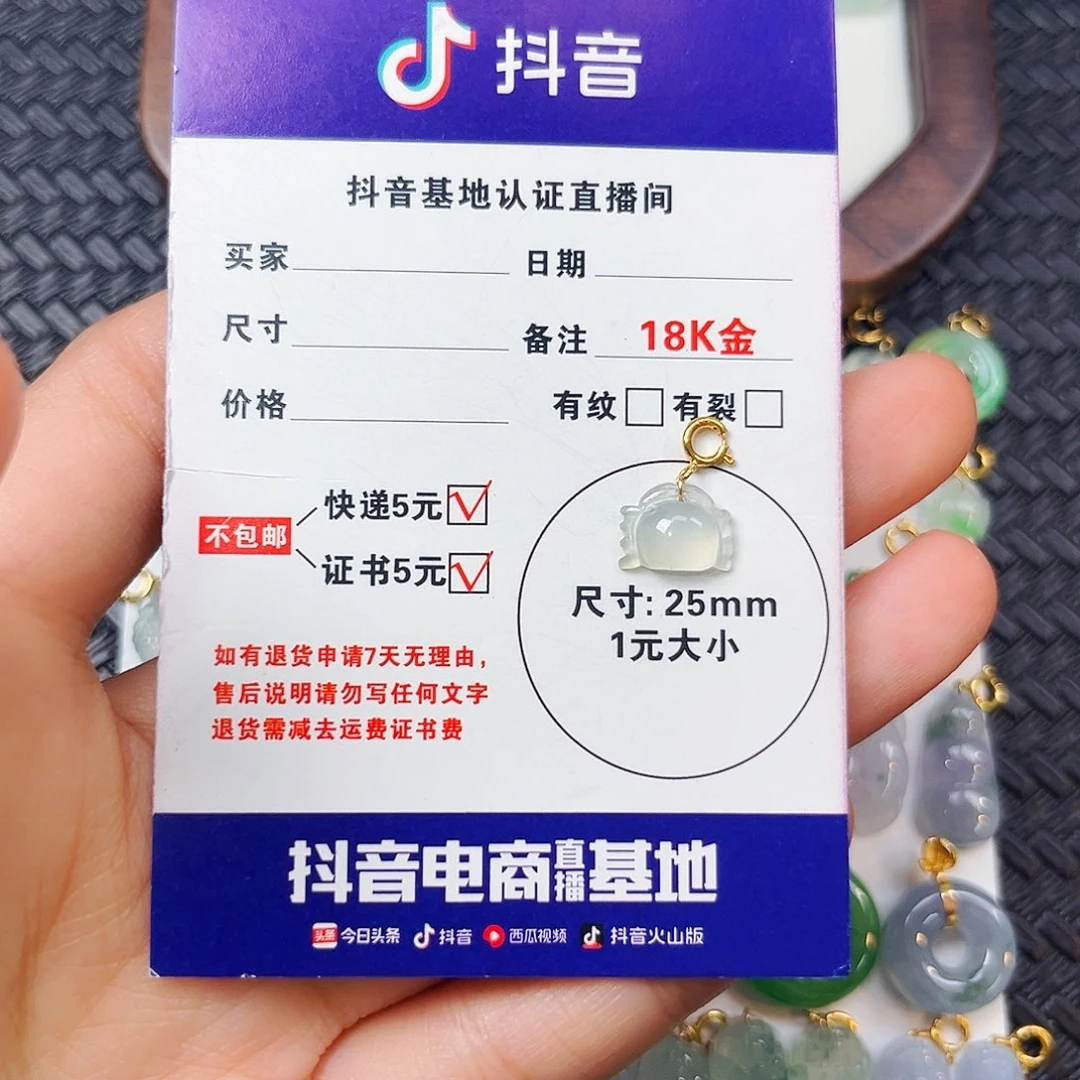 抖音
抖音基地认证直播间
买家 日期
尺寸 备注 18K金
价格 有纹 有裂
快递5元
不包邮
证书5元
尺寸: 25mm
1元大小
如有退货申请7天无理由,
售后说明请勿写任何文字
退货需减去运费证书费
抖音电商直播基地
头条 今日头条 抖音 西瓜视频 抖音火山版